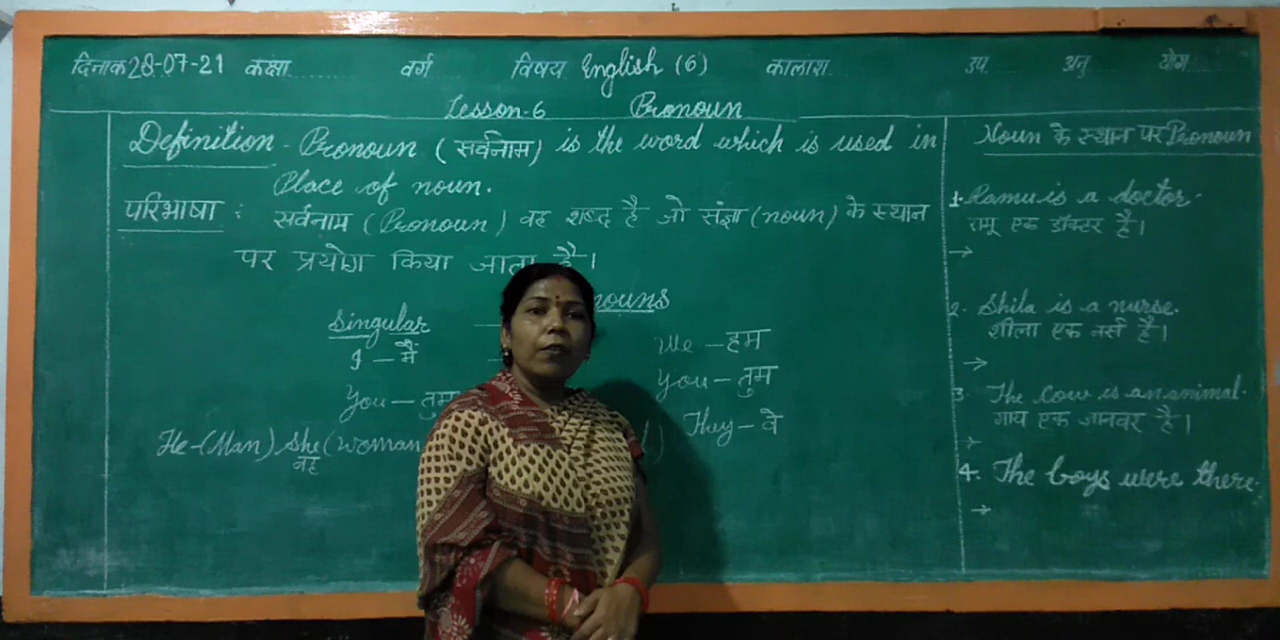 दिनाक 28-07-21 कक्षा वर्ग विषय English (6) कालाश उप. अनु योग
Lesson-6 Pronoun
Definition - Pronoun (सर्वनाम) is the word which is used in
Place of noun.
परिभाषा : सर्वनाम (Pronoun) वह शब्द है जो संज्ञा (noun) के स्थान
पर प्रयोग किया जाता है।
nouns
Singular
I - मैं
We - हम
You - तुम
You - तुम
They - वे
He-(Man) She (woman
वह
Noun के स्थान पर Pronoun
1. Ramu is a doctor.
रामू एक डॉक्टर है।
→
2. Shila is a nurse.
शीला एक नर्स है।
→
3. The Cow is an animal.
गाय एक जानवर है।
→
4. The boys were there.
→